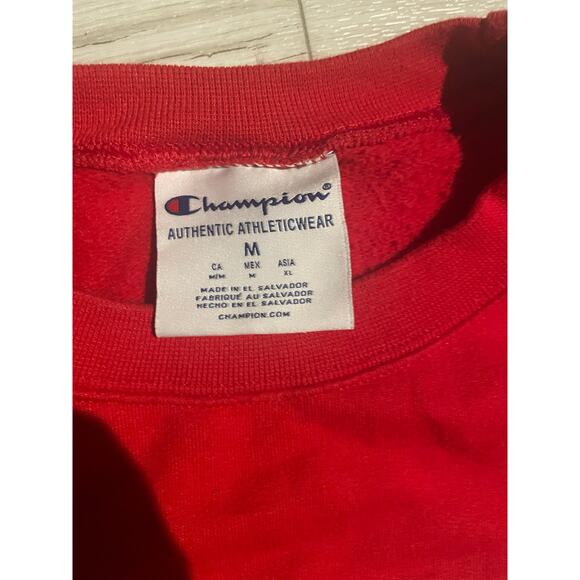 Champion
AUTHENTIC ATHLETICWEAR
M
CA MEX ASIA
M/M M XL
MADE IN EL SALVADOR
FABRIQUÉ AU SALVADOR
HECHO EN EL SALVADOR
CHAMPION.COM